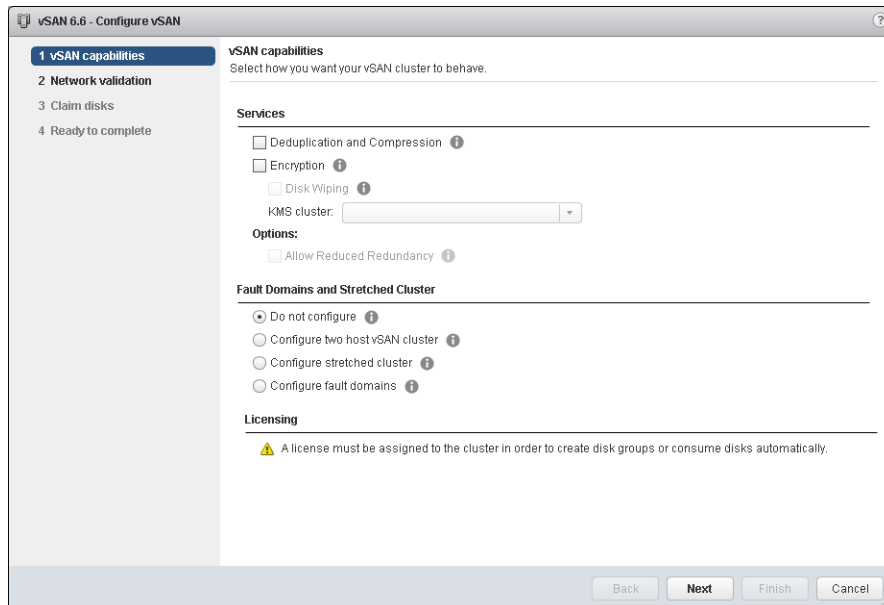 vSAN 6.6 - Configure vSAN
?
1 vSAN capabilities
2 Network validation
3 Claim disks
4 Ready to complete
vSAN capabilities
Select how you want your vSAN cluster to behave.
Services
Deduplication and Compression
Encryption
Disk Wiping
KMS cluster:
Options:
Allow Reduced Redundancy
Fault Domains and Stretched Cluster
Do not configure
Configure two host vSAN cluster
Configure stretched cluster
Configure fault domains
Licensing
A license must be assigned to the cluster in order to create disk groups or consume disks automatically.
Back Next Finish Cancel